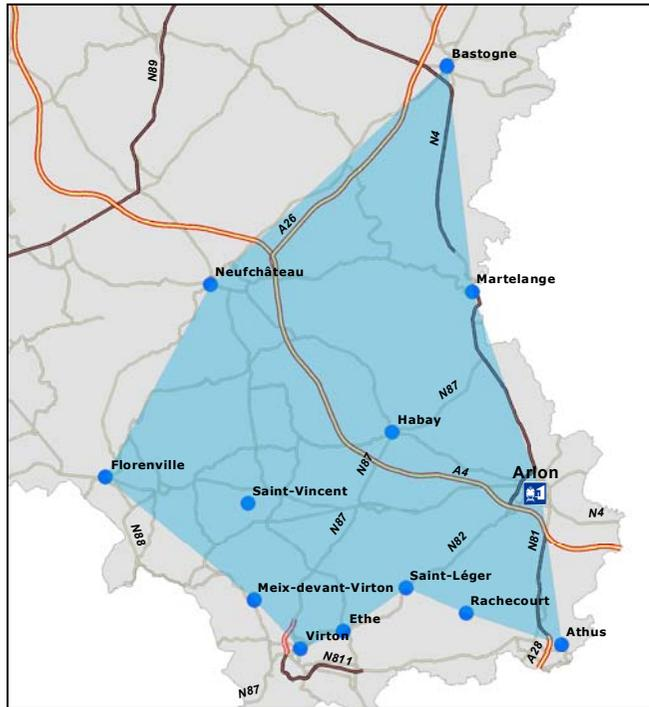 Bastogne
N89
N4
A26
Neufchâteau
Martelange
N87
Habay
N87
A4
Florenville
Arlon
Saint-Vincent
N87
N4
N88
N82
N81
Saint-Léger
Meix-devant-Virton
Rachecourt
Ethe
Virton
Athus
N811
A28
N87